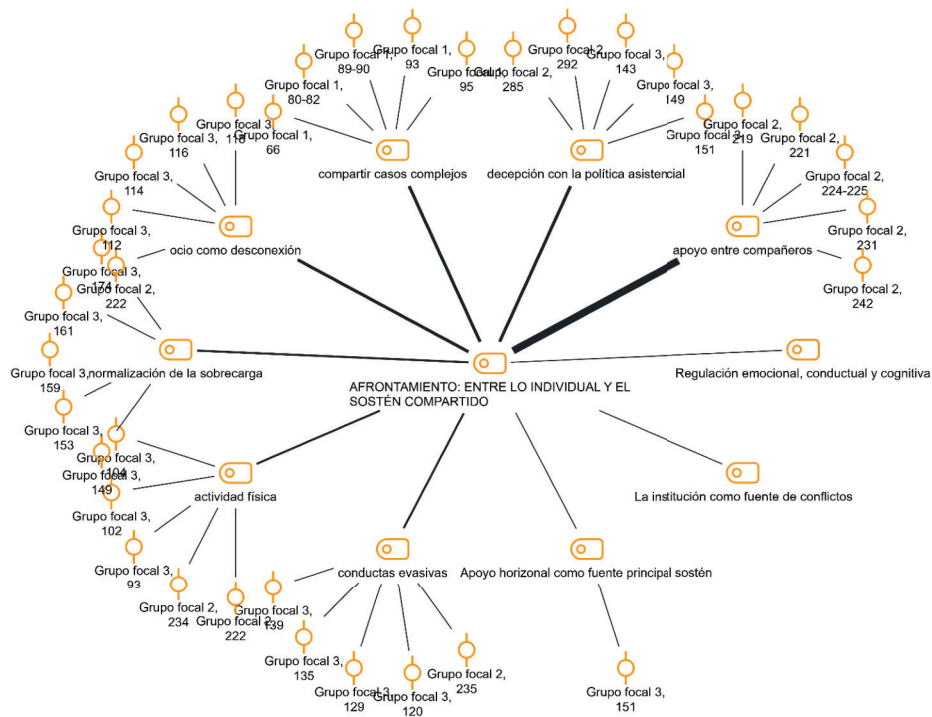 Grupo focal 1,
66
Grupo focal 1,
80-82
Grupo focal 1,
89-90
Grupo focal 1,
93
Grupo focal 1,
95
compartir casos complejos
Grupo focal 2,
285
Grupo focal 2,
292
Grupo focal 3,
143
Grupo focal 3,
149
Grupo focal 3,
151
decepción con la política asistencial
Grupo focal 2,
219
Grupo focal 2,
221
Grupo focal 2,
224-225
Grupo focal 2,
231
Grupo focal 2,
242
apoyo entre compañeros
Grupo focal 3,
118
Grupo focal 3,
116
Grupo focal 3,
114
Grupo focal 3,
112
Grupo focal 2,
222
ocio como desconexión
Grupo focal 3,
174
Grupo focal 3,
161
Grupo focal 3,
159
Grupo focal 3,
153
Grupo focal 3,
149
normalización de la sobrecarga
AFRONTAMIENTO: ENTRE LO INDIVIDUAL Y EL
SOSTÉN COMPARTIDO
Regulación emocional, conductual y cognitiva
Grupo focal 3,
104
Grupo focal 3,
102
Grupo focal 3,
93
Grupo focal 2,
234
Grupo focal 2,
222
actividad física
La institución como fuente de conflictos
conductas evasivas
Grupo focal 3,
139
Grupo focal 3,
135
Grupo focal 3,
129
Grupo focal 3,
120
Grupo focal 2,
235
Apoyo horizonal como fuente principal sostén
Grupo focal 3,
151